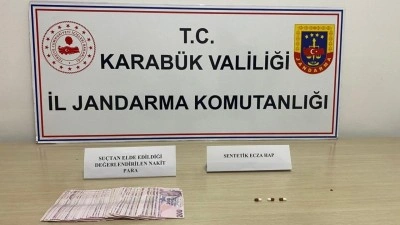 T.C.
KARABÜK VALİLİĞİ
İL JANDARMA KOMUTANLIĞI
JANDARMA
SUÇTAN ELDE EDİLDİĞİ
DEĞERLENDİRİLEN NAKİT
PARA
SENTETİK ECZA HAP
200